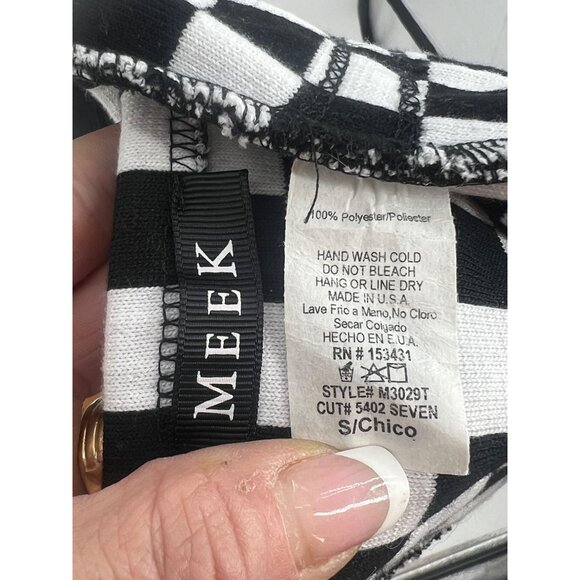 MEEK
100% Polyester/Poliester
HAND WASH COLD
DO NOT BLEACH
HANG OR LINE DRY
MADE IN U.S.A.
Lave Frio a Mano,No Cloro
Secar Colgado
HECHO EN E.U.A.
RN # 153431
STYLE# M3029T
CUT# 5402 SEVEN
S/Chico